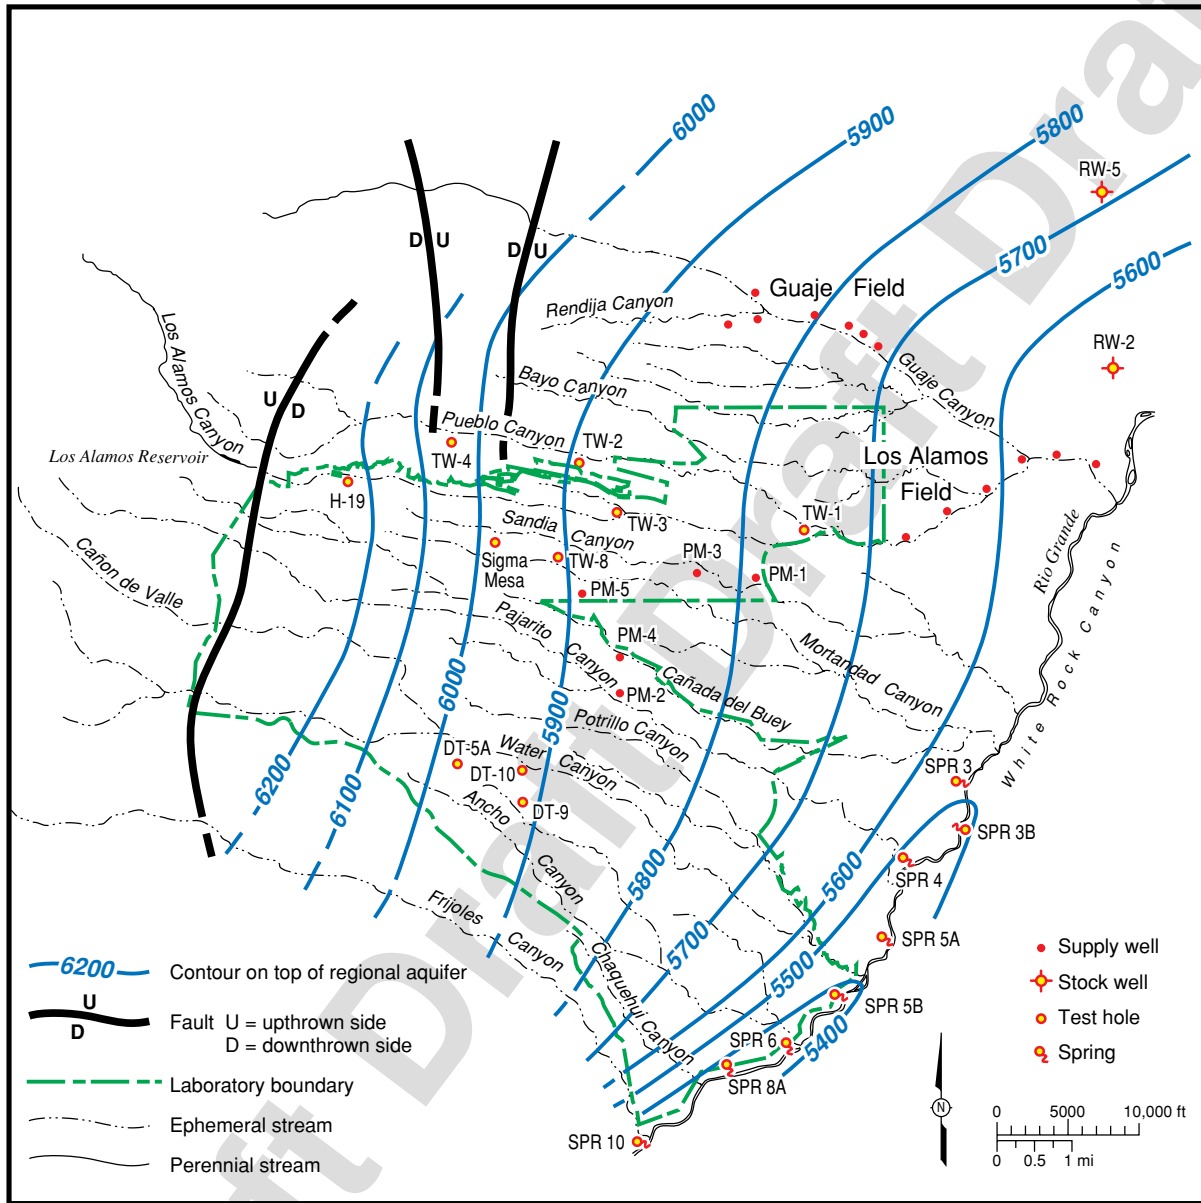 Draft Draft
Draft
6000
5900
5800
RW-5
5700
5600
D U
D U
Guaje Field
Rendija Canyon
Los Alamos Canyon
RW-2
Guaje Canyon
Bayo Canyon
U
D
Pueblo Canyon
TW-4
TW-2
Los Alamos Reservoir
Los Alamos
Field
H-19
TW-3
TW-1
Sandia Canyon
Sigma
Mesa
TW-8
PM-3
PM-1
PM-5
Rio Grande
White Rock Canyon
Cañon de Valle
Pajarito Canyon
PM-4
Mortandad Canyon
Cañada del Buey
PM-2
6000
5900
Potrillo Canyon
Water Canyon
DT-5A
DT-10
DT-9
Ancho Canyon
6200
6100
SPR 3
SPR 3B
SPR 4
5800
5600
5700
5500
5400
Frijoles Canyon
Chaquehui Canyon
SPR 5A
SPR 5B
SPR 6
SPR 8A
SPR 10
6200
Contour on top of regional aquifer
U
D
Fault U = upthrown side
D = downthrown side
Laboratory boundary
Ephemeral stream
Perennial stream
Supply well
Stock well
Test hole
Spring
N
0 5000 10,000 ft
0 0.5 1 mi